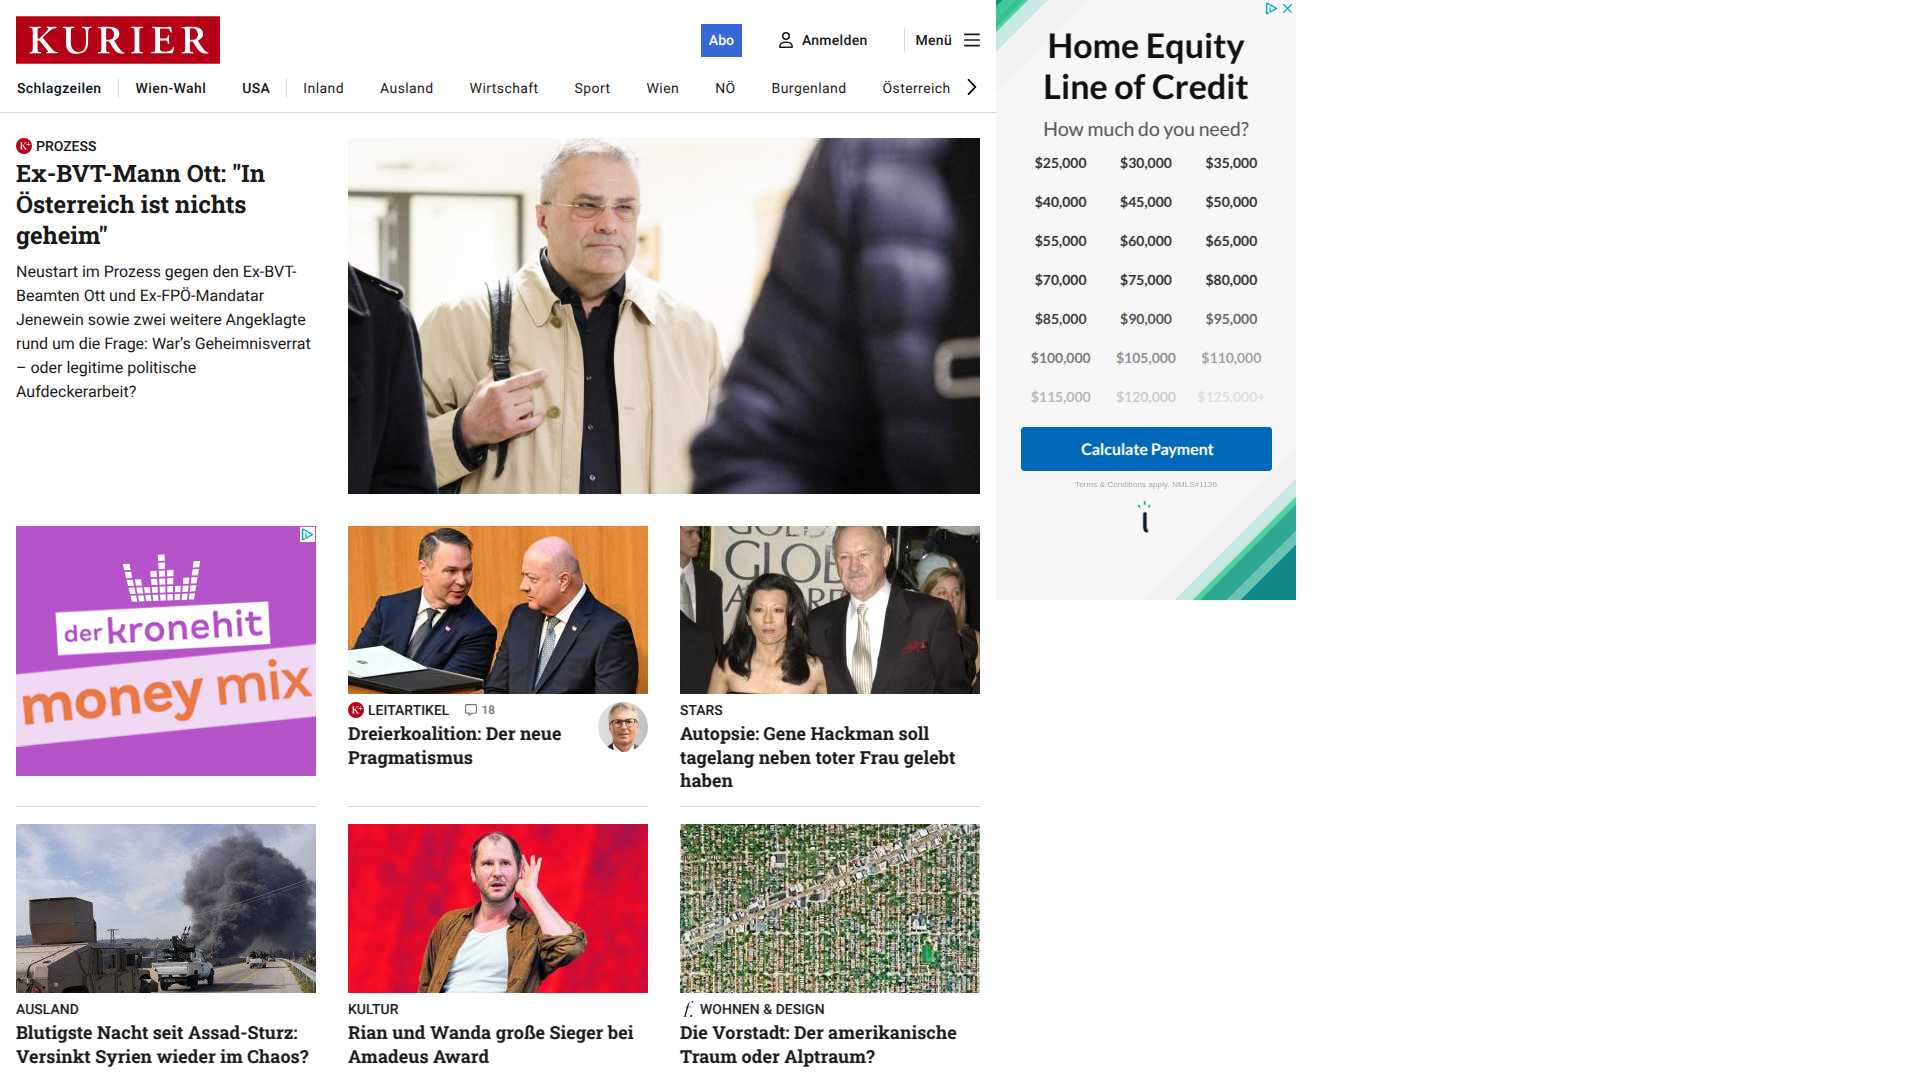 KURIER
Abo
Anmelden
Menü
Schlagzeilen
Wien-Wahl
USA
Inland
Ausland
Wirtschaft
Sport
Wien
NÖ
Burgenland
Österreich
K+ PROZESS
Ex-BVT-Mann Ott: "In
Österreich ist nichts
geheim"
Neustart im Prozess gegen den Ex-BVT-
Beamten Ott und Ex-FPÖ-Mandatar
Jenewein sowie zwei weitere Angeklagte
rund um die Frage: War's Geheimnisverrat
– oder legitime politische
Aufdeckerarbeit?
der kronehit
money mix
K+ LEITARTIKEL 18
Dreierkoalition: Der neue
Pragmatismus
GOLD
GLOB
AWARD
STARS
Autopsie: Gene Hackman soll
tagelang neben toter Frau gelebt
haben
AUSLAND
Blutigste Nacht seit Assad-Sturz:
Versinkt Syrien wieder im Chaos?
KULTUR
Rian und Wanda große Sieger bei
Amadeus Award
f. WOHNEN & DESIGN
Die Vorstadt: Der amerikanische
Traum oder Alptraum?
Home Equity
Line of Credit
How much do you need?
$25,000 $30,000 $35,000
$40,000 $45,000 $50,000
$55,000 $60,000 $65,000
$70,000 $75,000 $80,000
$85,000 $90,000 $95,000
$100,000 $105,000 $110,000
$115,000 $120,000 $125,000+
Calculate Payment
Terms & Conditions apply. NMLS#1136